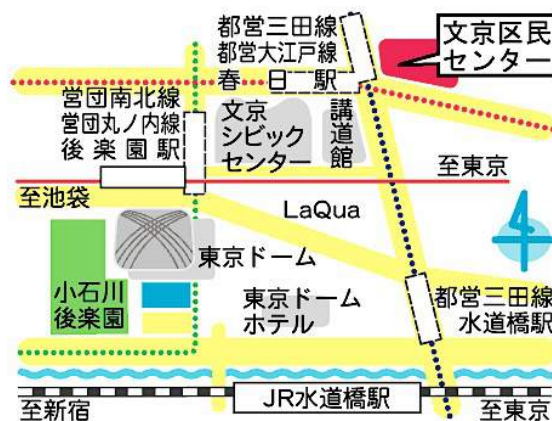 都営三田線
都営大江戸線
春日駅
文京区民
センター
営団南北線
営団丸ノ内線
後楽園駅
文京
シビック
センター
講道館
至東京
至池袋
LaQua
東京ドーム
小石川
後楽園
東京ドーム
ホテル
都営三田線
水道橋駅
JR水道橋駅
至新宿
至東京